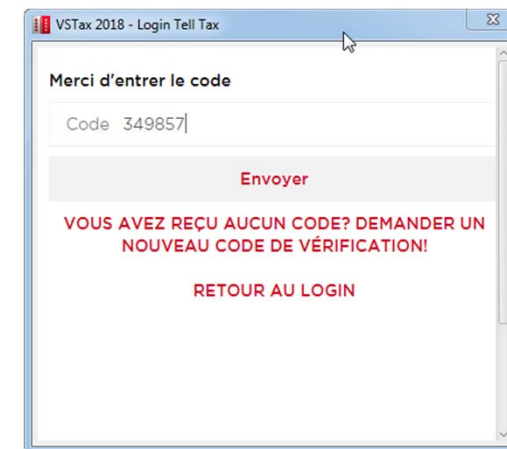 VSTax 2018 - Login Tell Tax
Merci d'entrer le code
Code 349857
Envoyer
VOUS AVEZ REÇU AUCUN CODE? DEMANDER UN
NOUVEAU CODE DE VÉRIFICATION!
RETOUR AU LOGIN